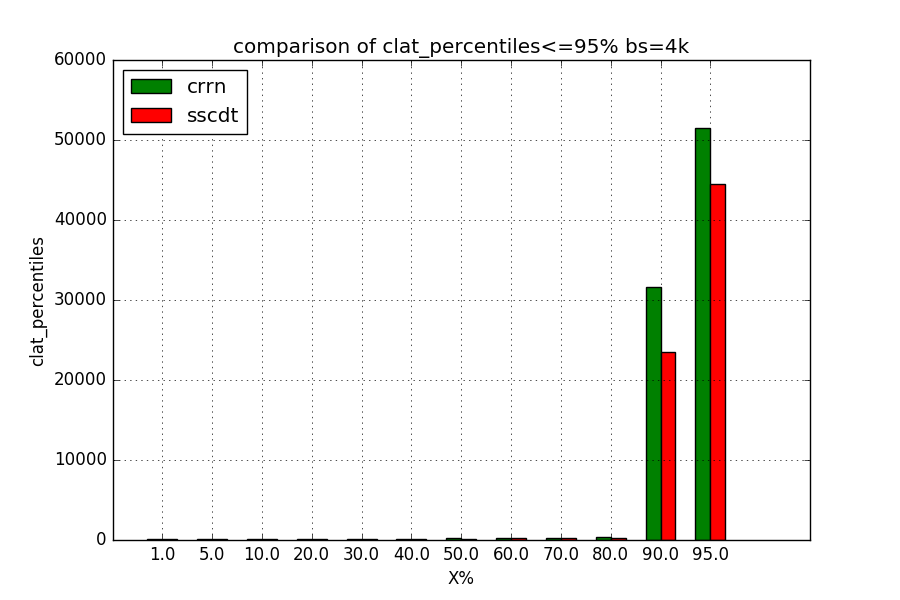 comparison of clat_percentiles<=95% bs=4k
60000
50000
40000
30000
20000
10000
0
clat_percentiles
crrn
sscdt
1.0 5.0 10.0 20.0 30.0 40.0 50.0 60.0 70.0 80.0 90.0 95.0
X%